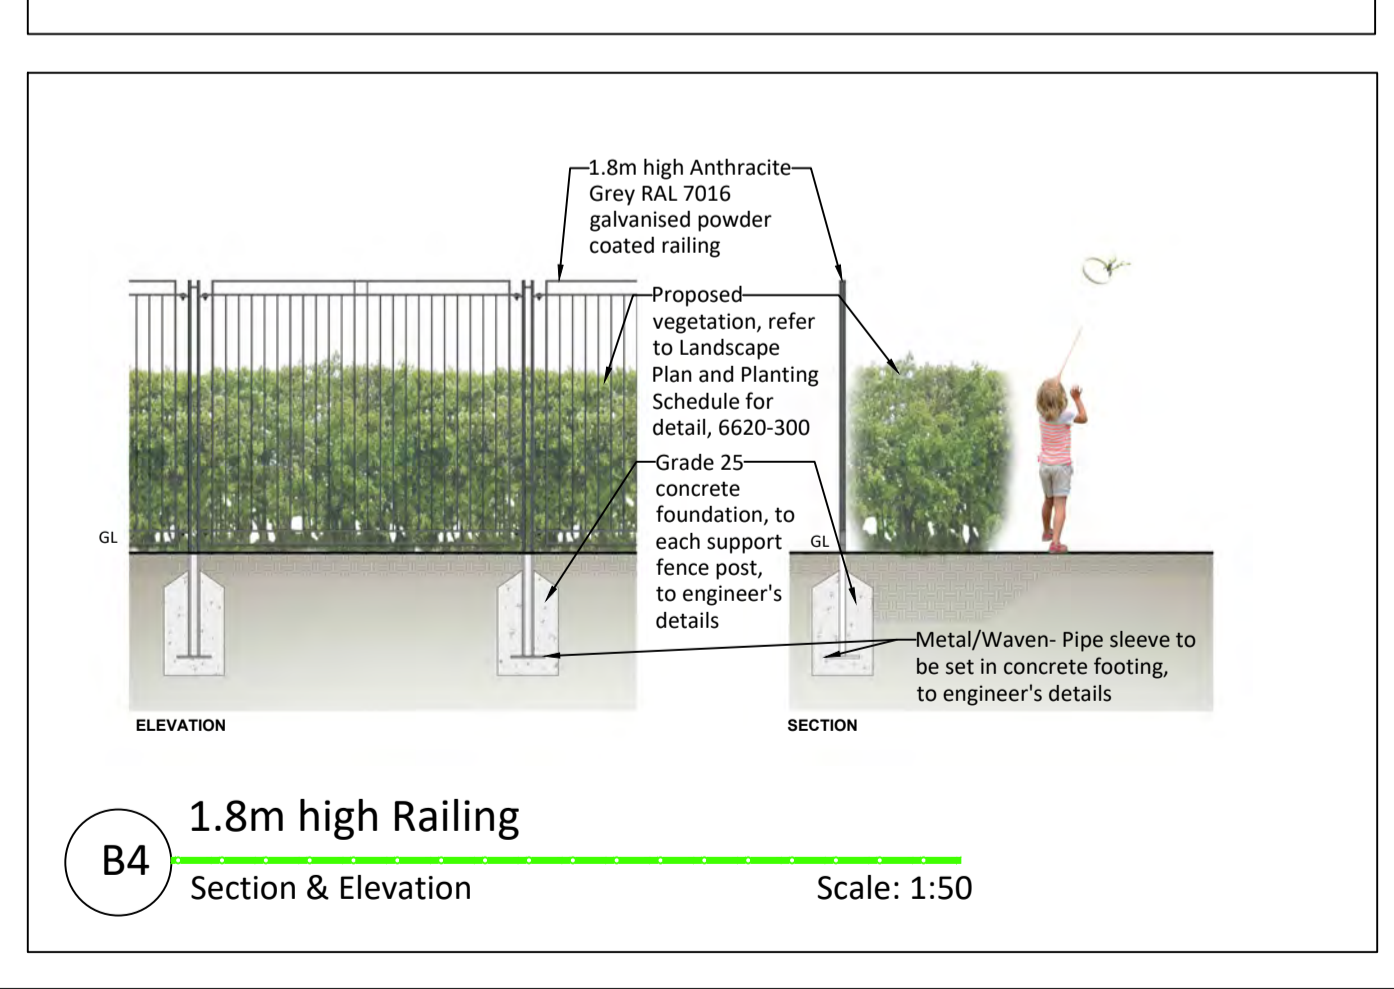 1.8m high Anthracite
Grey RAL 7016
galvanised powder
coated railing
Proposed
vegetation, refer
to Landscape
Plan and Planting
Schedule for
detail, 6620-300
Grade 25
concrete
foundation, to
each support
fence post,
to engineer's
details
GL
GL
Metal/Waven- Pipe sleeve to
be set in concrete footing,
to engineer's details
ELEVATION
SECTION
B4
1.8m high Railing
Section & Elevation
Scale: 1:50